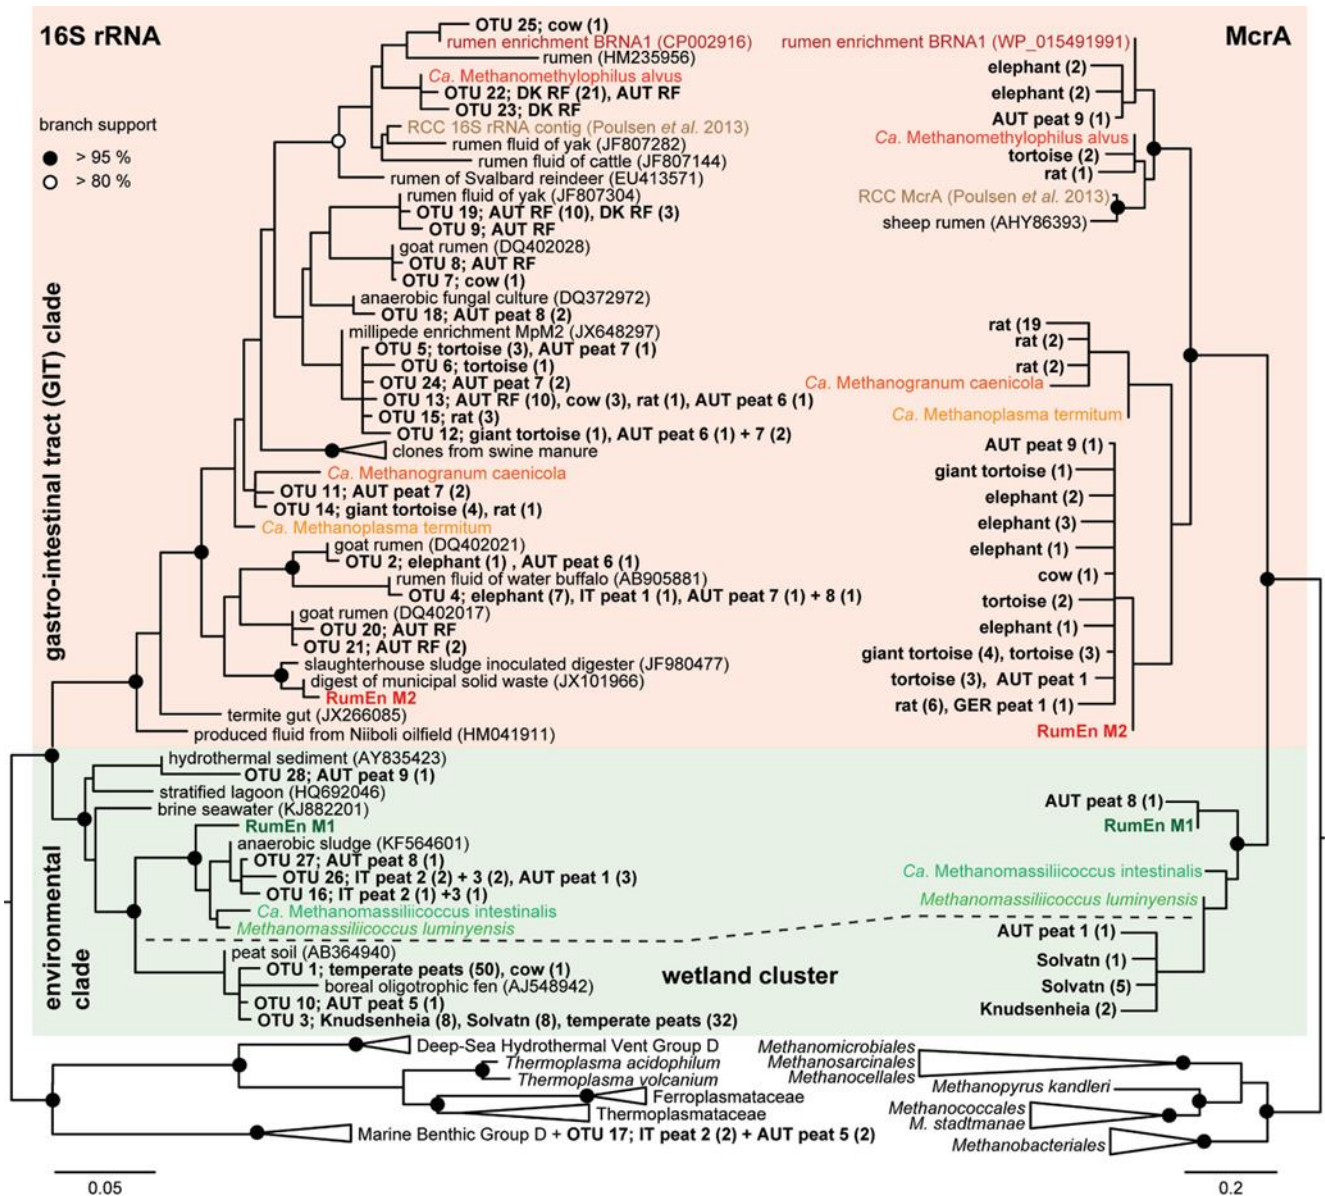 16S rRNA
branch support
> 95 %
> 80 %
gastro-intestinal tract (GIT) clade
OTU 25; cow (1)
rumen enrichment BRNA1 (CP002916)
rumen (HM235956)
Ca. Methanomethylophilus alvus
OTU 22; DK RF (21), AUT RF
OTU 23; DK RF
RCC 16S rRNA contig (Poulsen et al. 2013)
rumen fluid of yak (JF807282)
rumen fluid of cattle (JF807144)
rumen of Svalbard reindeer (EU413571)
rumen fluid of yak (JF807304)
OTU 19; AUT RF (10), DK RF (3)
OTU 9; AUT RF
goat rumen (DQ402028)
OTU 8; AUT RF
OTU 7; cow (1)
anaerobic fungal culture (DQ372972)
OTU 18; AUT peat 8 (2)
millipede enrichment MpM2 (JX648297)
OTU 5; tortoise (3), AUT peat 7 (1)
OTU 6; tortoise (1)
OTU 24; AUT peat 7 (2)
OTU 13; AUT RF (10), cow (3), rat (1), AUT peat 6 (1)
OTU 15; rat (3)
OTU 12; giant tortoise (1), AUT peat 6 (1) + 7 (2)
clones from swine manure
Ca. Methanogranum caenicola
OTU 11; AUT peat 7 (2)
OTU 14; giant tortoise (4), rat (1)
Ca. Methanoplasma termitum
goat rumen (DQ402021)
OTU 2; elephant (1) , AUT peat 6 (1)
rumen fluid of water buffalo (AB905881)
OTU 4; elephant (7), IT peat 1 (1), AUT peat 7 (1) + 8 (1)
goat rumen (DQ402017)
OTU 20; AUT RF
OTU 21; AUT RF (2)
slaughterhouse sludge inoculated digester (JF980477)
digest of municipal solid waste (JX101966)
RumEn M2
termite gut (JX266085)
produced fluid from Niiboli oilfield (HM041911)
environmental
clade
hydrothermal sediment (AY835423)
OTU 28; AUT peat 9 (1)
stratified lagoon (HQ692046)
brine seawater (KJ882201)
RumEn M1
anaerobic sludge (KF564601)
OTU 27; AUT peat 8 (1)
OTU 26; IT peat 2 (2) + 3 (2), AUT peat 1 (3)
OTU 16; IT peat 2 (1) +3 (1)
Ca. Methanomassiliicoccus intestinalis
Methanomassiliicoccus luminyensis
peat soil (AB364940)
OTU 1; temperate peats (50), cow (1)
boreal oligotrophic fen (AJ548942)
OTU 10; AUT peat 5 (1)
OTU 3; Knudsenheia (8), Solvatn (8), temperate peats (32)
wetland cluster
Deep-Sea Hydrothermal Vent Group D
Thermoplasma acidophilum
Thermoplasma volcanium
Ferroplasmataceae
Thermoplasmataceae
Marine Benthic Group D + OTU 17; IT peat 2 (2) + AUT peat 5 (2)
0.05
McrA
rumen enrichment BRNA1 (WP_015491991)
elephant (2)
elephant (2)
AUT peat 9 (1)
Ca. Methanomethylophilus alvus
tortoise (2)
rat (1)
RCC McrA (Poulsen et al. 2013)
sheep rumen (AHY86393)
rat (19
rat (2)
rat (2)
Ca. Methanogranum caenicola
Ca. Methanoplasma termitum
AUT peat 9 (1)
giant tortoise (1)
elephant (2)
elephant (3)
elephant (1)
cow (1)
tortoise (2)
elephant (1)
giant tortoise (4), tortoise (3)
tortoise (3), AUT peat 1
rat (6), GER peat 1 (1)
RumEn M2
AUT peat 8 (1)
RumEn M1
Ca. Methanomassiliicoccus intestinalis
Methanomassiliicoccus luminyensis
AUT peat 1 (1)
Solvatn (1)
Solvatn (5)
Knudsenheia (2)
Methanomicrobiales
Methanosarcinales
Methanocellales
Methanopyrus kandleri
Methanococcales
M. stadtmanae
Methanobacteriales
0.2